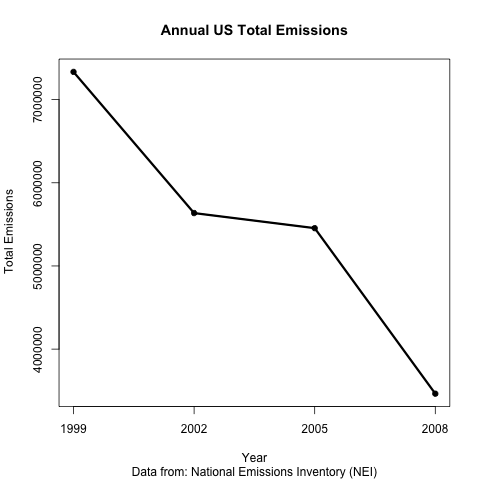 Annual US Total Emissions
Total Emissions
7000000
6000000
5000000
4000000
1999 2002 2005 2008
Year
Data from: National Emissions Inventory (NEI)